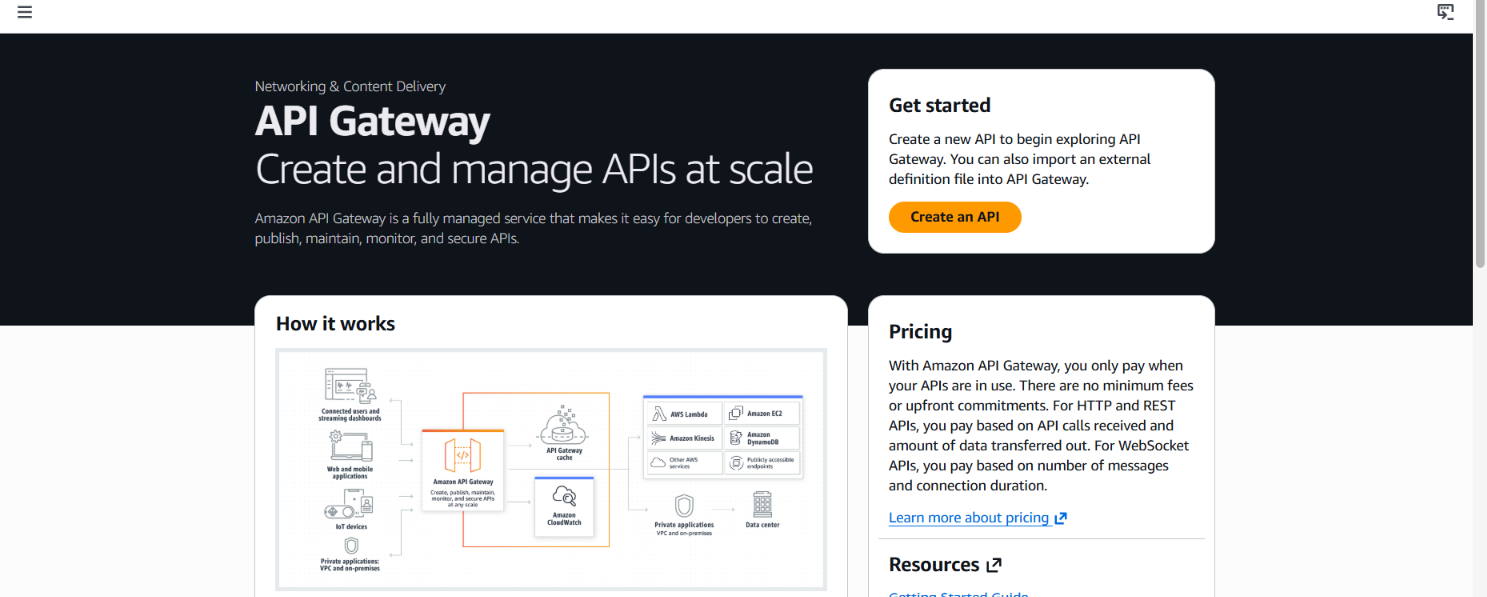 Networking & Content Delivery
API Gateway
Create and manage APIs at scale
Amazon API Gateway is a fully managed service that makes it easy for developers to create,
publish, maintain, monitor, and secure APIs.
Get started
Create a new API to begin exploring API
Gateway. You can also import an external
definition file into API Gateway.
Create an API
How it works
Connected users and
streaming dashboards
Web and mobile
applications
IoT devices
Private applications:
VPC and on-premises
Amazon API Gateway
Create, publish, maintain,
monitor, and secure APIs
at any scale
API Gateway
cache
Amazon
CloudWatch
AWS Lambda
Amazon EC2
Amazon Kinesis
Amazon
DynamoDB
Other AWS
services
Publicly accessible
endpoints
Private applications
VPC and on-premises
Data center
Pricing
With Amazon API Gateway, you only pay when
your APIs are in use. There are no minimum fees
or upfront commitments. For HTTP and REST
APIs, you pay based on API calls received and
amount of data transferred out. For WebSocket
APIs, you pay based on number of messages
and connection duration.
Learn more about pricing
Resources
Getting Started Guide